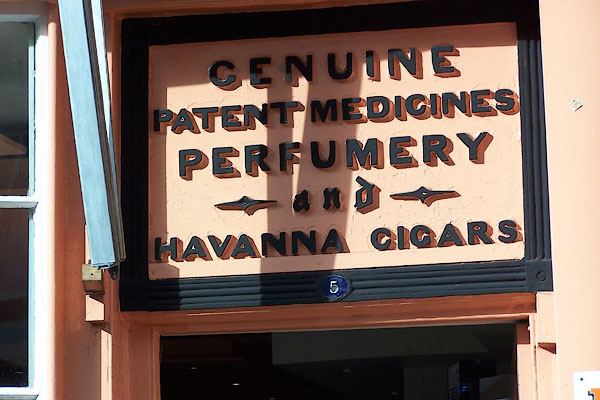 GENUINE
PATENT MEDICINES
PERFUMERY
and
HAVANNA CIGARS
5